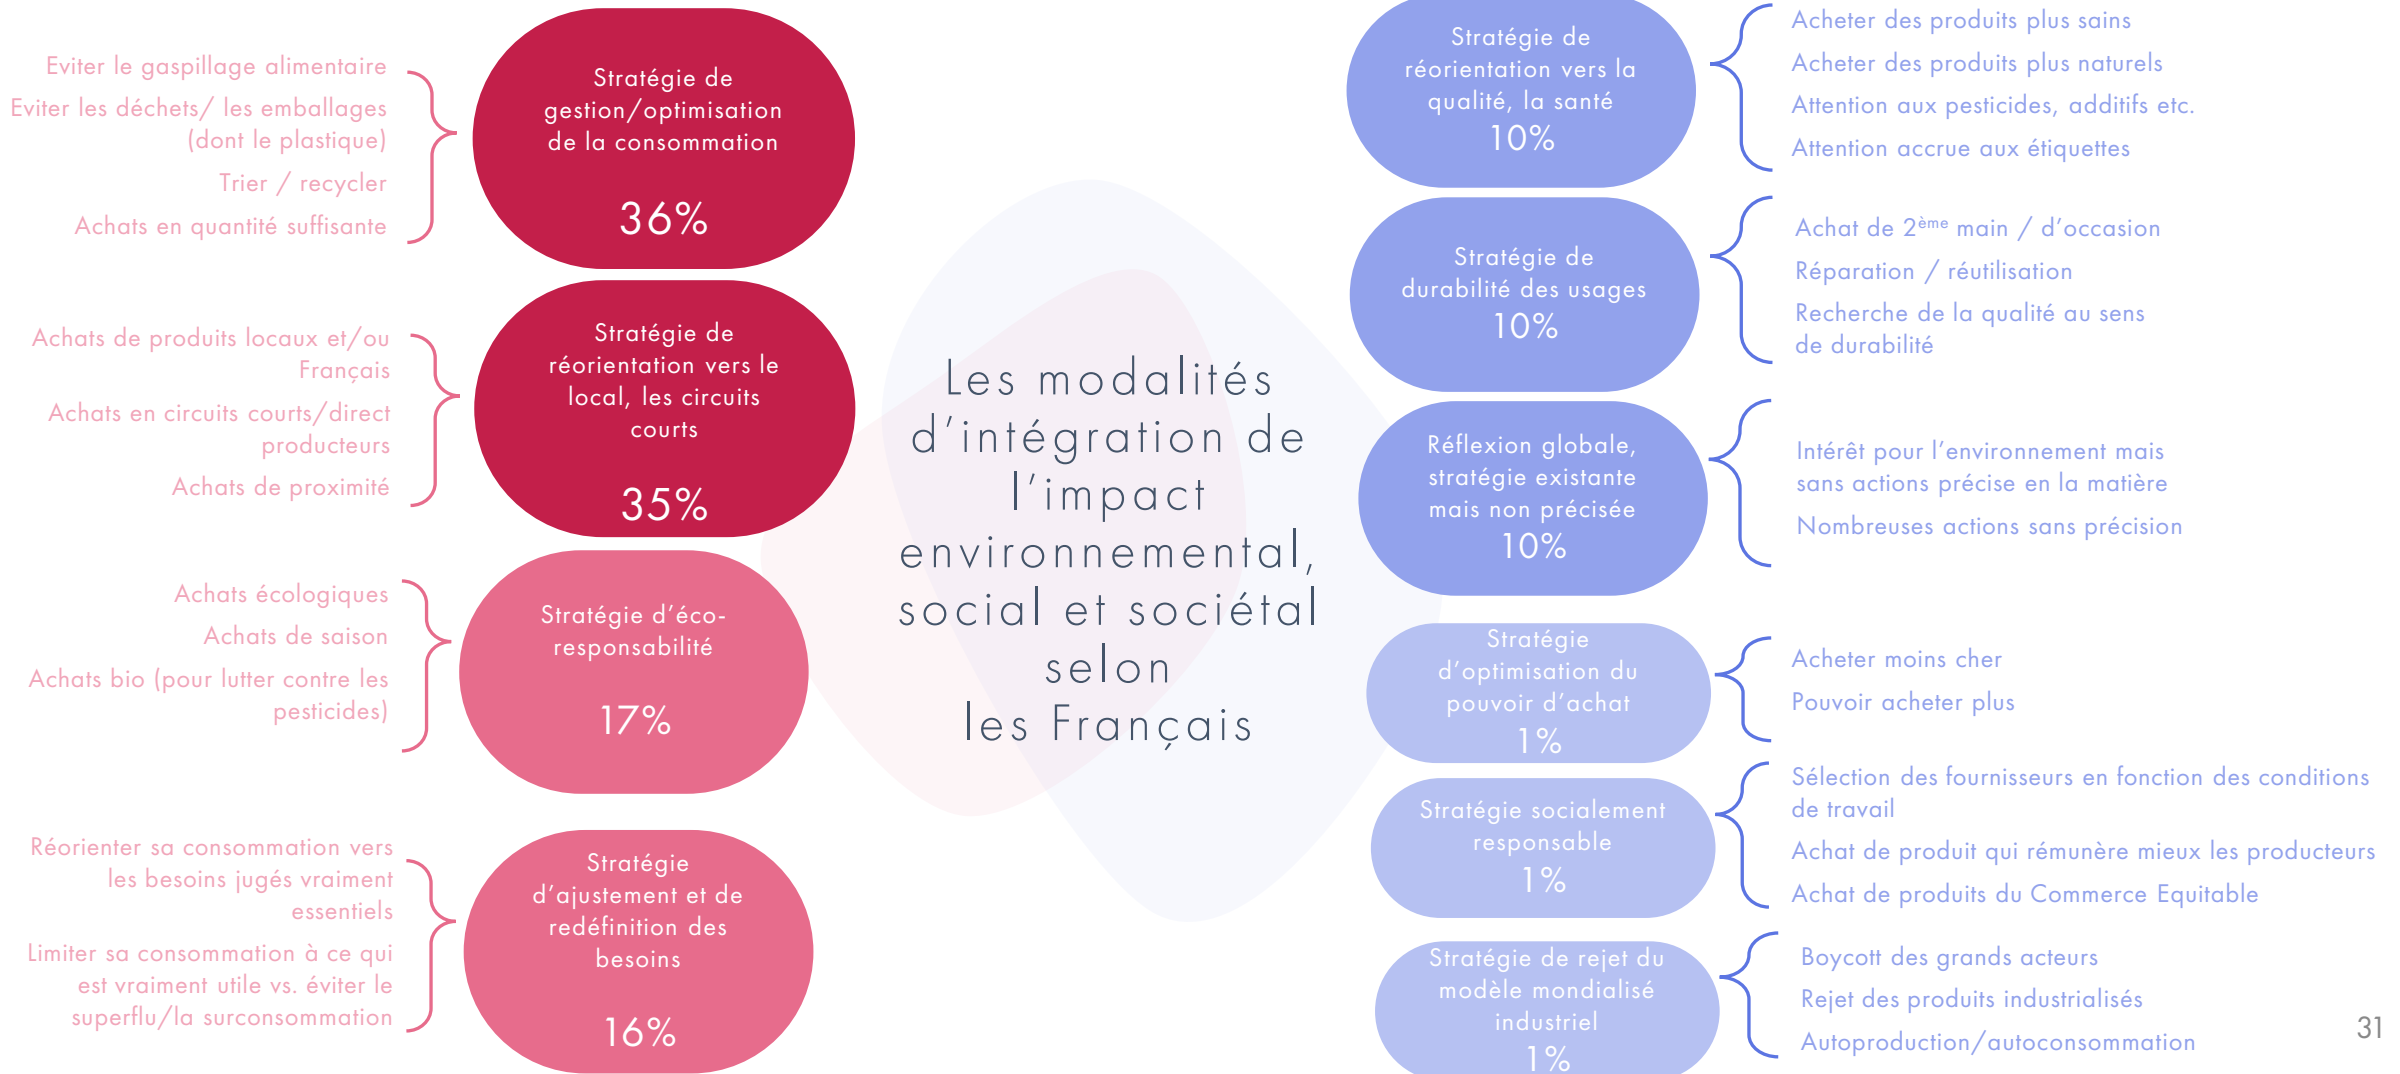 Eviter le gaspillage alimentaire
Eviter les déchets/ les emballages
(dont le plastique)
Trier / recycler
Achats en quantité suffisante
Stratégie de
gestion/optimisation
de la consommation
36%
Achats de produits locaux et/ou
Français
Achats en circuits courts/direct
producteurs
Achats de proximité
Stratégie de
réorientation vers le
local, les circuits
courts
35%
Achats écologiques
Achats de saison
Achats bio (pour lutter contre les
pesticides)
Stratégie d’éco-
responsabilité
17%
Réorienter sa consommation vers
les besoins jugés vraiment
essentiels
Limiter sa consommation à ce qui
est vraiment utile vs. éviter le
superflu/la surconsommation
Stratégie
d’ajustement et de
redéfinition des
besoins
16%
Les modalités
d’intégration de
l’impact
environnemental,
social et sociétal
selon
les Français
Stratégie de
réorientation vers la
qualité, la santé
10%
Acheter des produits plus sains
Acheter des produits plus naturels
Attention aux pesticides, additifs etc.
Attention accrue aux étiquettes
Stratégie de
durabilité des usages
10%
Achat de 2ème main / d’occasion
Réparation / réutilisation
Recherche de la qualité au sens
de durabilité
Réflexion globale,
stratégie existante
mais non précisée
10%
Intérêt pour l’environnement mais
sans actions précise en la matière
Nombreuses actions sans précision
Stratégie
d’optimisation du
pouvoir d’achat
1%
Acheter moins cher
Pouvoir acheter plus
Stratégie socialement
responsable
1%
Sélection des fournisseurs en fonction des conditions
de travail
Achat de produit qui rémunère mieux les producteurs
Achat de produits du Commerce Equitable
Stratégie de rejet du
modèle mondialisé
industriel
1%
Boycott des grands acteurs
Rejet des produits industrialisés
Autoproduction/autoconsommation
31